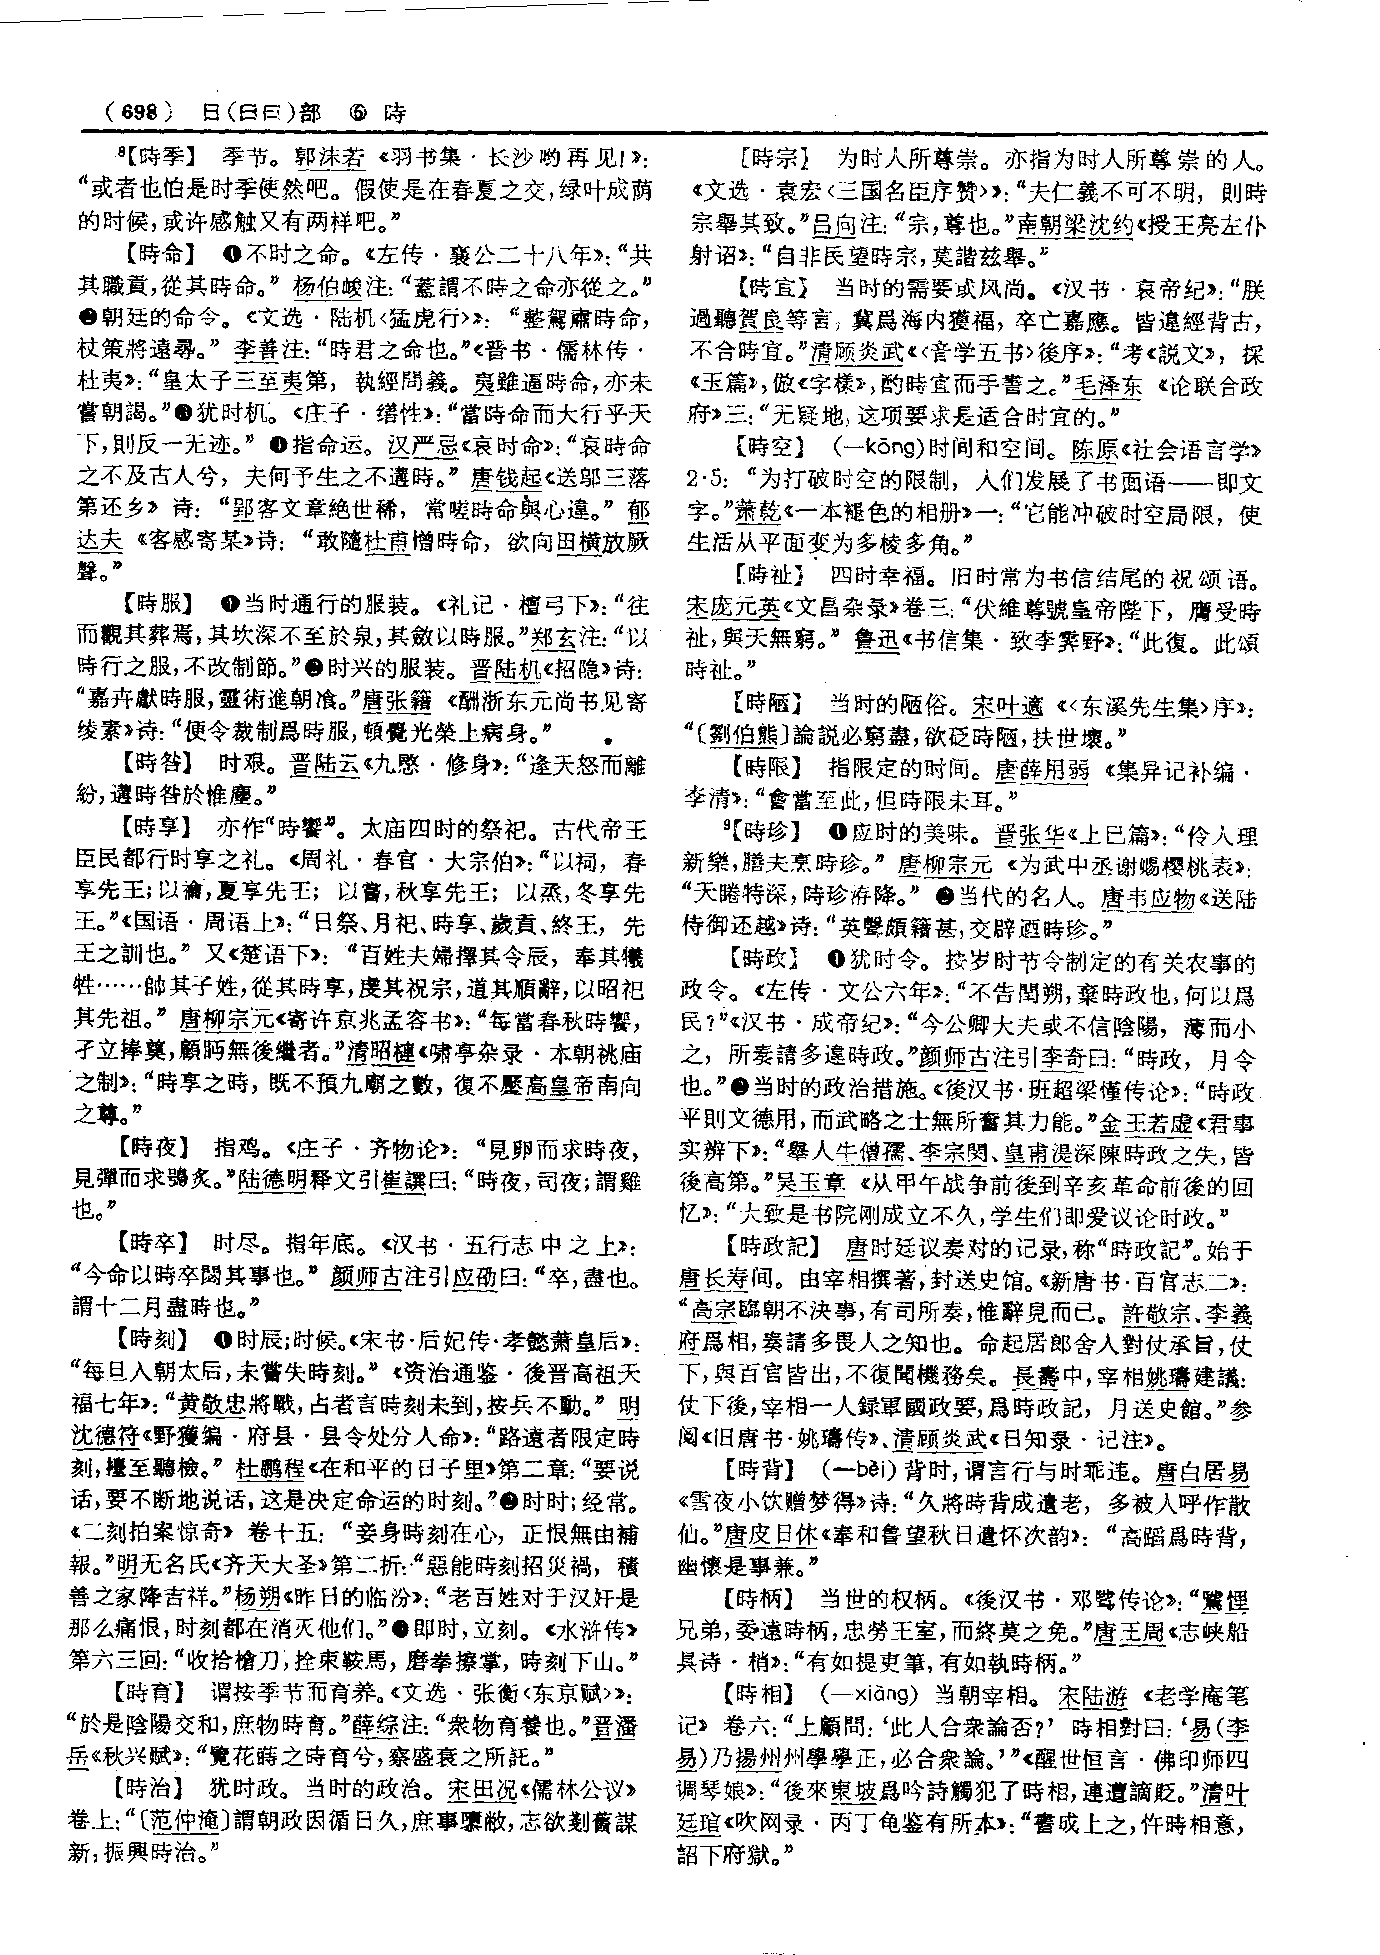 （698） 日（日曰）部 ⑥ 時
⁸【時季】 季节。郭沫若《羽书集·长沙哟再见！》：
“或者也怕是时季使然吧。假使是在春夏之交，绿叶成荫
的时候，或许感触又有两样吧。”
【時命】 ❶不时之命。《左传·襄公二十八年》：“共
其職貢，從其時命。”杨伯峻注：“蓋謂不時之命亦從之。”
❷朝廷的命令。《文选·陆机〈猛虎行〉》：“整駕肅時命，
杖策將遠尋。”李善注：“時君之命也。”《晋书·儒林传·
杜夷》：“皇太子三至夷第，執經問義。夷雖逼時命，亦未
嘗朝謁。”❸犹时机。《庄子·缮性》：“當時命而大行乎天
下，則反一无迹。”❹指命运。汉严忌《哀时命》：“哀時命
之不及古人兮，夫何予生之不遘時。”唐钱起《送邬三落
第还乡》诗：“郢客文章絶世稀，常嗟時命與心違。”郁
达夫《客感寄某》诗：“敢隨杜甫憎時命，欲向田橫放厥
聲。”
【時服】 ❶当时通行的服装。《礼记·檀弓下》：“往
而觀其葬焉，其坎深不至於泉，其斂以時服。”郑玄注：“以
時行之服，不改制節。”❷时兴的服装。晋陆机《招隐》诗：
“嘉卉獻時服，靈術進朝飡。”唐张籍《酬浙东元尚书见寄
绫素》诗：“便令裁制爲時服，頓覺光榮上病身。”
【時咎】 时艰。晋陆云《九愍·修身》：“逢天怒而離
紛，遘時咎於惟塵。”
【時享】 亦作“時饗”。太庙四时的祭祀。古代帝王
臣民都行时享之礼。《周礼·春官·大宗伯》：“以祠，春
享先王；以禴，夏享先王；以嘗，秋享先王；以烝，冬享先
王。”《国语·周语上》：“日祭、月祀、時享、歲貢、終王，先
王之訓也。”又《楚语下》：“百姓夫婦擇其令辰，奉其犧
牲……帥其子姓，從其時享，虔其祝宗，道其順辭，以昭祀
其先祖。”唐柳宗元《寄许京兆孟容书》：“每當春秋時饗，
孑立捧奠，顧眄無後繼者。”清昭槤《啸亭杂录·本朝祧庙
之制》：“時享之時，既不預九廟之數，復不壓高皇帝南向
之尊。”
【時夜】 指鸡。《庄子·齐物论》：“見卵而求時夜，
見彈而求鴞炙。”陆德明释文引崔譔曰：“時夜，司夜；謂雞
也。”
【時卒】 时尽。指年底。《汉书·五行志中之上》：
“今命以時卒閟其事也。”颜师古注引应劭曰：“卒，盡也。
謂十二月盡時也。”
【時刻】 ❶时辰；时候。《宋书·后妃传·孝懿萧皇后》：
“每旦入朝太后，未嘗失時刻。”《资治通鉴·後晋高祖天
福七年》：“黄敬忠將戰，占者言時刻未到，按兵不動。”明
沈德符《野獲编·府县·县令处分人命》：“路遠者限定時
刻，擡至聽檢。”杜鹏程《在和平的日子里》第二章：“要说
话，要不断地说话，这是决定命运的时刻。”❷时时；经常。
《二刻拍案惊奇》卷十五：“妾身時刻在心，正恨無由補
報。”明无名氏《齐天大圣》第二折：“惡能時刻招災禍，積
善之家降吉祥。”杨朔《昨日的临汾》：“老百姓对于汉奸是
那么痛恨，时刻都在消灭他们。”❸即时，立刻。《水浒传》
第六三回：“收拾槍刀，拴束鞍馬，磨拳擦掌，時刻下山。”
【時育】 谓按季节而育养。《文选·张衡〈东京赋〉》：
“於是陰陽交和，庶物時育。”薛综注：“衆物育養也。”晋潘
岳《秋兴赋》：“覽花蒔之時育兮，察盛衰之所託。”
【時治】 犹时政。当时的政治。宋田况《儒林公议》
卷上：“〔范仲淹〕謂朝政因循日久，庶事隳敝，志欲剗舊謀
新，振興時治。”
【時宗】 为时人所尊崇。亦指为时人所尊崇的人。
《文选·袁宏〈三国名臣序赞〉》：“夫仁義不可不明，則時
宗舉其致。”吕向注：“宗，尊也。”南朝梁沈约《授王亮左仆
射诏》：“自非民望時宗，莫諧兹舉。”
【時宜】 当时的需要或风尚。《汉书·哀帝纪》：“朕
過聽賀良等言，冀爲海内獲福，卒亡嘉應。皆違經背古，
不合時宜。”清顾炎武《〈音学五书〉後序》：“考《説文》，採
《玉篇》，倣《字樣》，酌時宜而手書之。”毛泽东《论联合政
府》三：“无疑地，这项要求是适合时宜的。”
【時空】 （—kōng）时间和空间。陈原《社会语言学》
2·5：“为打破时空的限制，人们发展了书面语——即文
字。”萧乾《一本褪色的相册》一：“它能冲破时空局限，使
生活从平面变为多棱多角。”
【時祉】 四时幸福。旧时常为书信结尾的祝颂语。
宋庞元英《文昌杂录》卷三：“伏維尊號皇帝陛下，膺受時
祉，與天無窮。”鲁迅《书信集·致李霁野》：“此復。此頌
時祉。”
【時陋】 当时的陋俗。宋叶適《〈东溪先生集〉序》：
“〔劉伯熊〕論説必窮盡，欲砭時陋，扶世壞。”
【時限】 指限定的时间。唐薛用弱《集异记补编·
李清》：“會當至此，但時限未耳。”
⁹【時珍】 ❶应时的美味。晋张华《上巳篇》：“伶人理
新樂，膳夫烹時珍。”唐柳宗元《为武中丞谢赐樱桃表》：
“天睠特深，時珍洊降。”❷当代的名人。唐韦应物《送陆
侍御还越》诗：“英聲頗籍甚，交辟迺時珍。”
【時政】 ❶犹时令。按岁时节令制定的有关农事的
政令。《左传·文公六年》：“不告閏朔，棄時政也，何以爲
民？”《汉书·成帝纪》：“今公卿大夫或不信陰陽，薄而小
之，所奏請多違時政。”颜师古注引李奇曰：“時政，月令
也。”❷当时的政治措施。《後汉书·班超梁慬传论》：“時政
平則文德用，而武略之士無所奮其力能。”金王若虚《君事
实辨下》：“舉人牛僧孺、李宗閔、皇甫湜深陳時政之失，皆
後高第。”吴玉章《从甲午战争前後到辛亥革命前後的回
忆》：“大致是书院刚成立不久，学生们即爱议论时政。”
【時政記】 唐时廷议奏对的记录，称“時政記”。始于
唐长寿间。由宰相撰著，封送史馆。《新唐书·百官志二》：
“高宗臨朝不決事，有司所奏，惟辭見而已。許敬宗、李義
府爲相，奏請多畏人之知也。命起居郎舍人對仗承旨，仗
下，與百官皆出，不復聞機務矣。長壽中，宰相姚璹建議：
仗下後，宰相一人録軍國政要，爲時政記，月送史館。”参
阅《旧唐书·姚璹传》、清顾炎武《日知录·记注》。
【時背】 （—bèi）背时，谓言行与时乖违。唐白居易
《雪夜小饮赠梦得》诗：“久將時背成遺老，多被人呼作散
仙。”唐皮日休《奉和鲁望秋日遣怀次韵》：“高蹈爲時背，
幽懷是事兼。”
【時柄】 当世的权柄。《後汉书·邓骘传论》：“騭悝
兄弟，委遠時柄，忠勞王室，而終莫之免。”唐王周《志峡船
具诗·梢》：“有如提吏筆，有如執時柄。”
【時相】 （—xiàng）当朝宰相。宋陆游《老学庵笔
记》卷六：“上顧問：‘此人合衆論否？’時相對曰：‘易（李
易）乃揚州州學學正，必合衆論。’”《醒世恒言·佛印师四
调琴娘》：“後來東坡爲吟詩觸犯了時相，連遭謫貶。”清叶
廷琯《吹网录·丙丁龟鉴有所本》：“書成上之，忤時相意，
詔下府獄。”